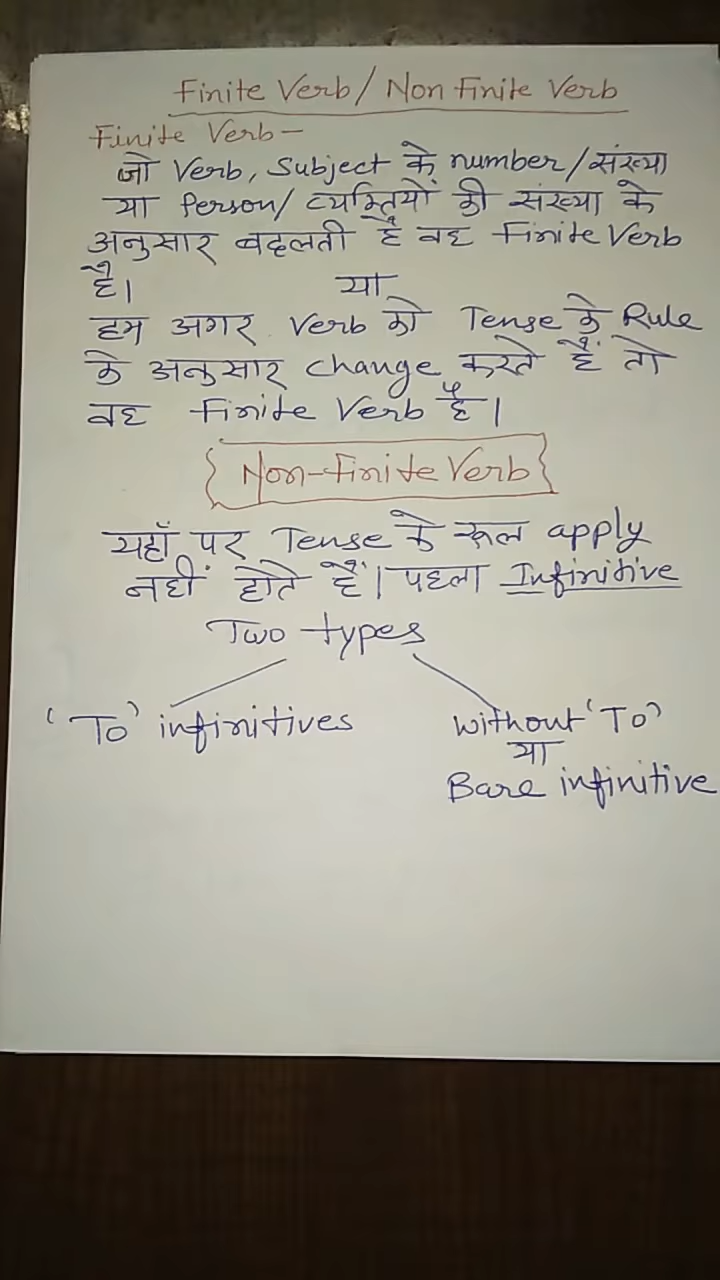 Finite Verb / Non Finite Verb
Finite Verb –
जो Verb, Subject के number/संख्या
या Person/ व्यक्तियों की संख्या के
अनुसार बदलती है वह Finite Verb
है।
या
हम अगर Verb को Tense के Rule
के अनुसार change करते हैं तो
वह Finite Verb है।
Non-Finite Verb
यहाँ पर Tense के रूल apply
नहीं होते हैं। पहला Infinitive
Two types
'To' infinitives
without 'To'
या
Bare infinitive